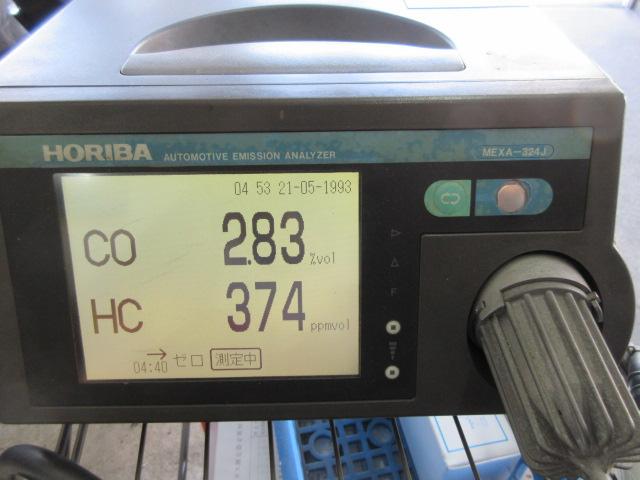 HORIBA AUTOMOTIVE EMISSION ANALYZER MEXA-324J
04 53 21-05-1993
CO 2.83 %vol
HC 374 ppmvol
04:40 → ゼロ 測定中
F